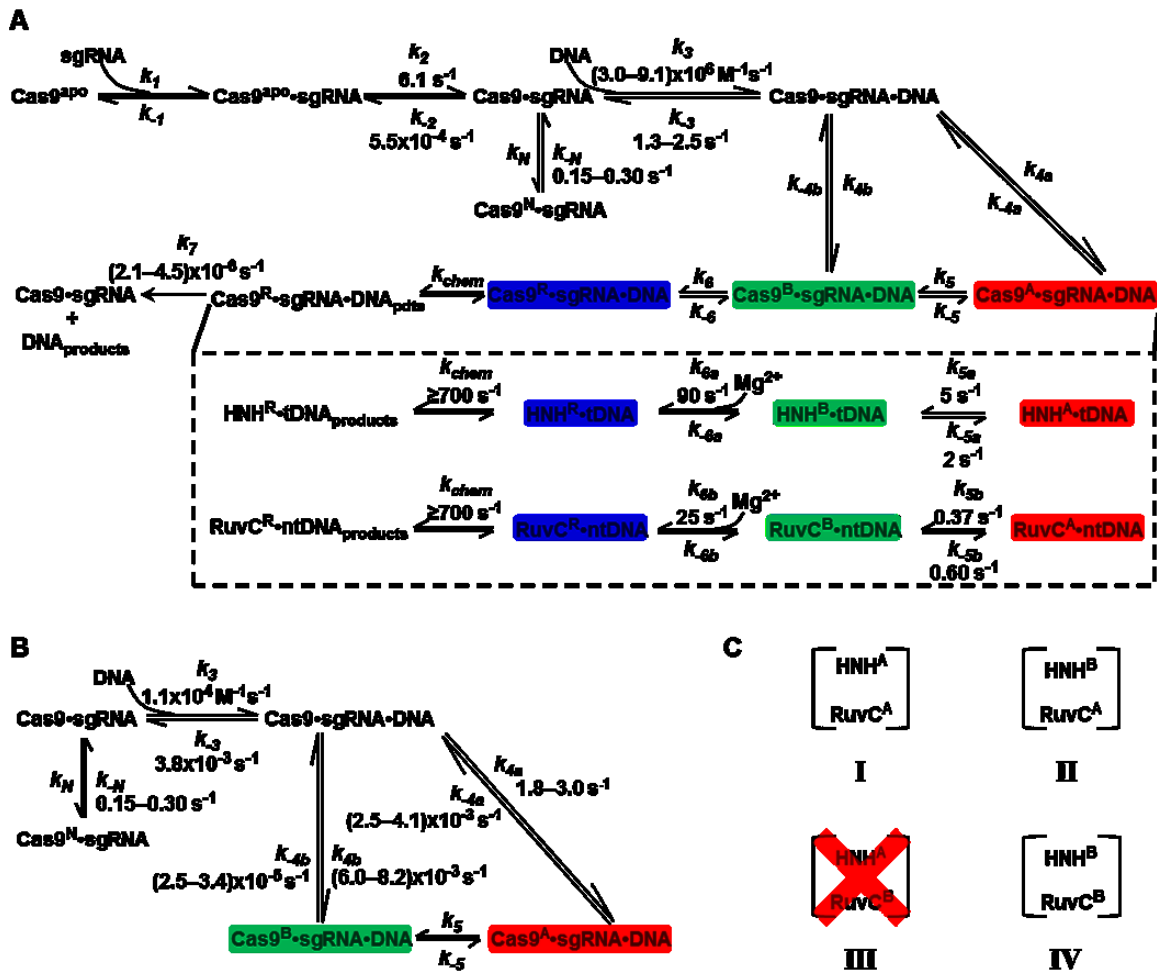 A
sgRNA
k1
k-1
Cas9apo
Cas9apo•sgRNA
k2
6.1 s-1
k-2
5.5x10-4 s-1
Cas9•sgRNA
DNA
k3
(3.0–9.1)x106 M-1s-1
k-3
1.3–2.5 s-1
Cas9•sgRNA•DNA
kN
k-N
0.15–0.30 s-1
Cas9N•sgRNA
k-4b
k4b
k4a
k-4a
Cas9•sgRNA
+
DNAproducts
k7
Cas9R•sgRNA•DNApdts
kchem
Cas9R•sgRNA•DNA
k6
k-6
Cas9B•sgRNA•DNA
k5
k-5
Cas9A•sgRNA•DNA
HNHR•tDNAproducts
kchem
≥700 s-1
HNHR•tDNA
k6a
90 s-1
Mg2+
k-6a
HNHB•tDNA
k5a
5 s-1
k-5a
2 s-1
HNHA•tDNA
RuvCR•ntDNAproducts
kchem
≥700 s-1
RuvCR•ntDNA
k6b
25 s-1
Mg2+
k-6b
RuvCB•ntDNA
k5b
0.37 s-1
k-5b
0.60 s-1
RuvCA•ntDNA
B
DNA
k3
1.1x104 M-1s-1
Cas9•sgRNA
Cas9•sgRNA•DNA
k-3
3.8x10-3 s-1
kN
k-N
0.15–0.30 s-1
Cas9N•sgRNA
k4a
1.8–3.0 s-1
k-4a
(2.5–4.1)x10-3 s-1
k-4b
(2.5–3.4)x10-5 s-1
k4b
(6.0–8.2)x10-3 s-1
Cas9B•sgRNA•DNA
k5
k-5
Cas9A•sgRNA•DNA
C
HNHA
RuvCA
I
HNHB
RuvCA
II
HNHA
RuvCB
III
HNHB
RuvCB
IV